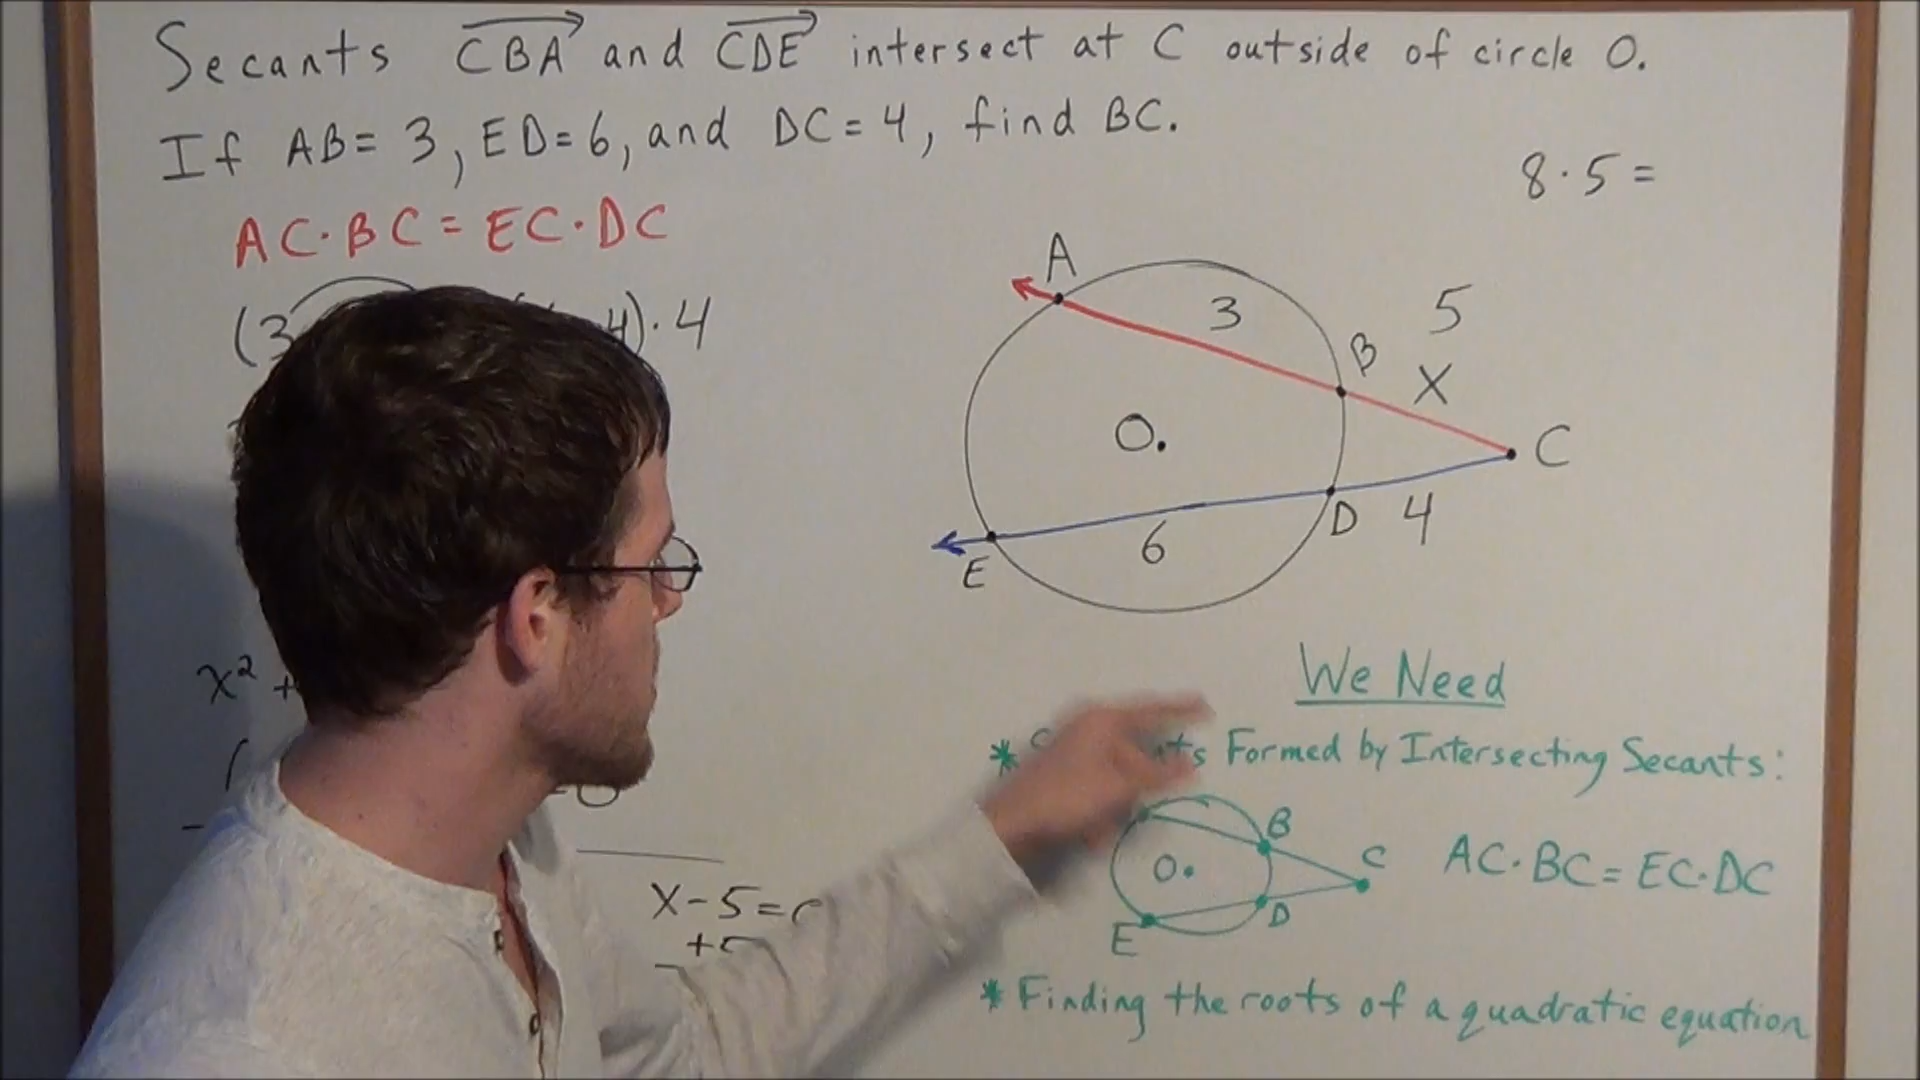 Secants CBA and CDE intersect at C outside of circle O.
If AB = 3, ED = 6, and DC = 4, find BC.
8 · 5 =
AC · BC = EC · DC
(3
4) · 4
A
3
5
B
X
O.
C
D
4
6
E
x² +
We Need
* Formed by Intersecting Secants:
B
O.
C
AC · BC = EC · DC
D
E
x - 5 =
* Finding the roots of a quadratic equation